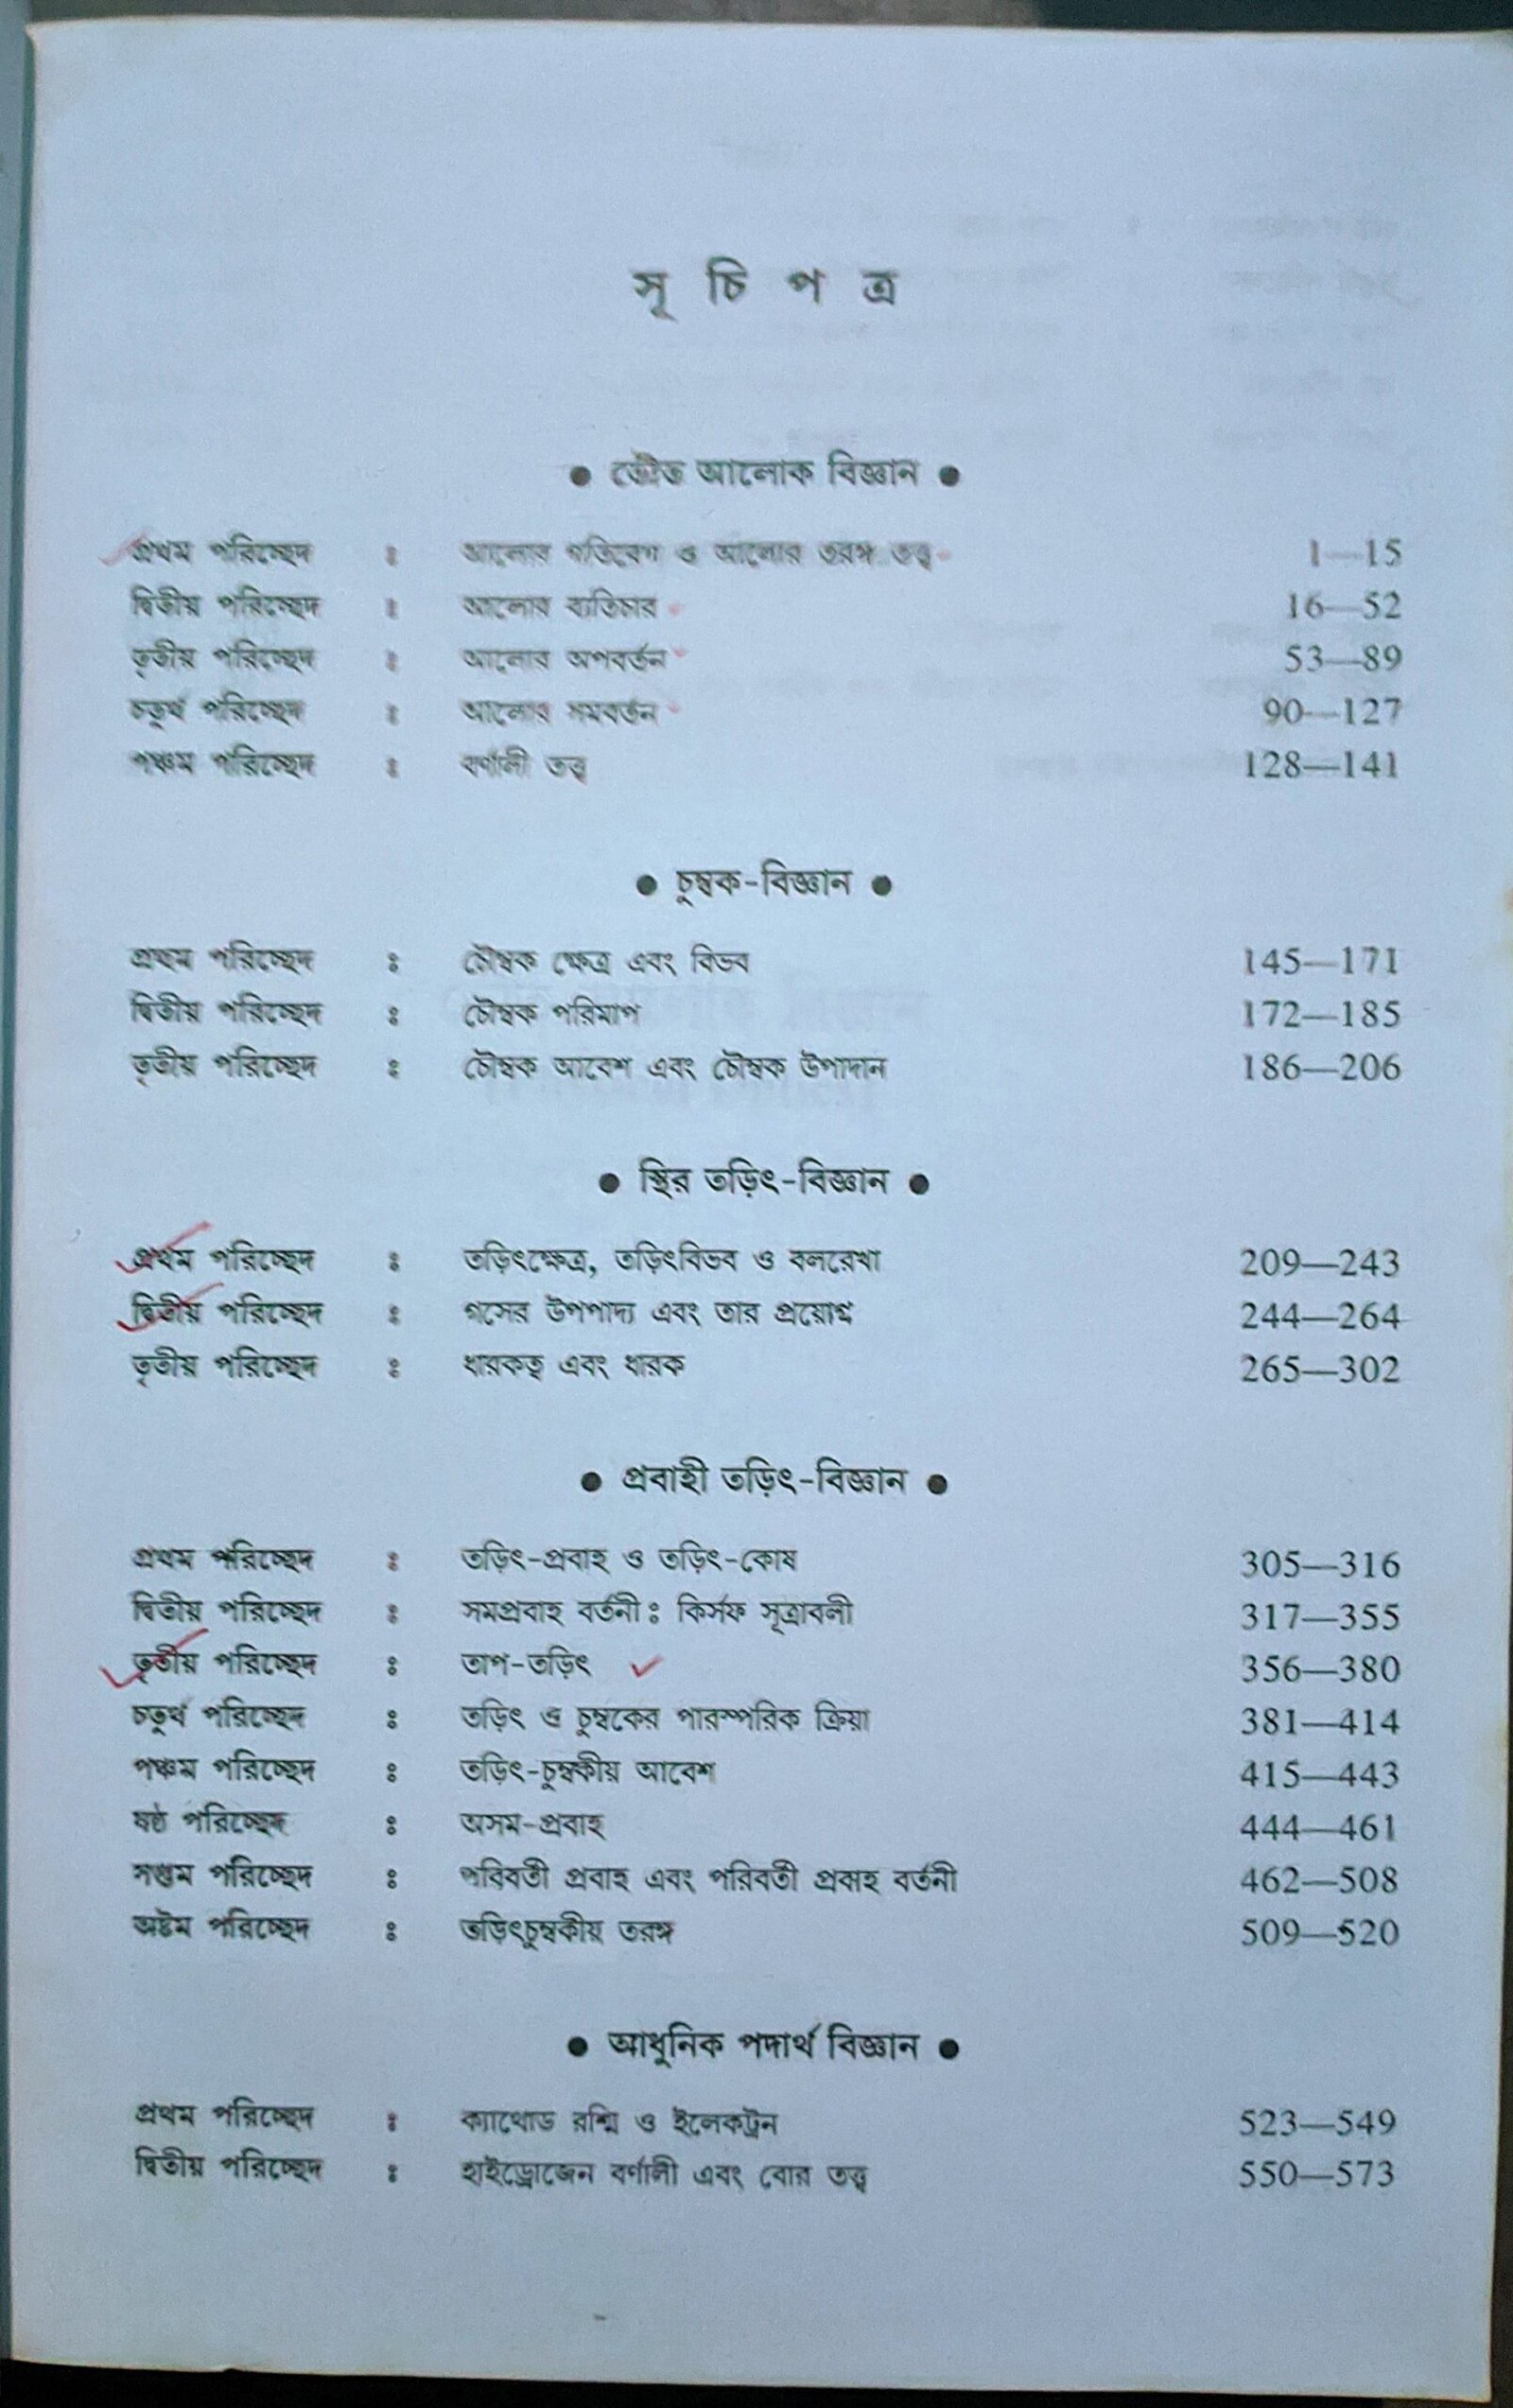 সূ চি প ত্র
● ভৌত আলোক বিজ্ঞান ●
প্রথম পরিচ্ছেদ : আলোর গতিবেগ ও আলোর তরঙ্গ তত্ত্ব 1—15
দ্বিতীয় পরিচ্ছেদ : আলোর ব্যতিচার 16—52
তৃতীয় পরিচ্ছেদ : আলোর অপবর্তন 53—89
চতুর্থ পরিচ্ছেদ : আলোর সমবর্তন 90—127
পঞ্চম পরিচ্ছেদ : বর্ণালী তত্ত্ব 128—141
● চুম্বক-বিজ্ঞান ●
প্রথম পরিচ্ছেদ : চৌম্বক ক্ষেত্র এবং বিভব 145—171
দ্বিতীয় পরিচ্ছেদ : চৌম্বক পরিমাপ 172—185
তৃতীয় পরিচ্ছেদ : চৌম্বক আবেশ এবং চৌম্বক উপাদান 186—206
● স্থির তড়িৎ-বিজ্ঞান ●
প্রথম পরিচ্ছেদ : তড়িৎক্ষেত্র, তড়িৎবিভব ও বলরেখা 209—243
দ্বিতীয় পরিচ্ছেদ : গসের উপপাদ্য এবং তার প্রয়োগ 244—264
তৃতীয় পরিচ্ছেদ : ধারকত্ব এবং ধারক 265—302
● প্রবাহী তড়িৎ-বিজ্ঞান ●
প্রথম পরিচ্ছেদ : তড়িৎ-প্রবাহ ও তড়িৎ-কোষ 305—316
দ্বিতীয় পরিচ্ছেদ : সমপ্রবাহ বর্তনী : কির্সফ সূত্রাবলী 317—355
তৃতীয় পরিচ্ছেদ : তাপ-তড়িৎ 356—380
চতুর্থ পরিচ্ছেদ : তড়িৎ ও চুম্বকের পারস্পরিক ক্রিয়া 381—414
পঞ্চম পরিচ্ছেদ : তড়িৎ-চুম্বকীয় আবেশ 415—443
ষষ্ঠ পরিচ্ছেদ : অসম-প্রবাহ 444—461
সপ্তম পরিচ্ছেদ : পরিবর্তী প্রবাহ এবং পরিবর্তী প্রবাহ বর্তনী 462—508
অষ্টম পরিচ্ছেদ : তড়িৎচুম্বকীয় তরঙ্গ 509—520
● আধুনিক পদার্থ বিজ্ঞান ●
প্রথম পরিচ্ছেদ : ক্যাথোড রশ্মি ও ইলেকট্রন 523—549
দ্বিতীয় পরিচ্ছেদ : হাইড্রোজেন বর্ণালী এবং বোর তত্ত্ব 550—573